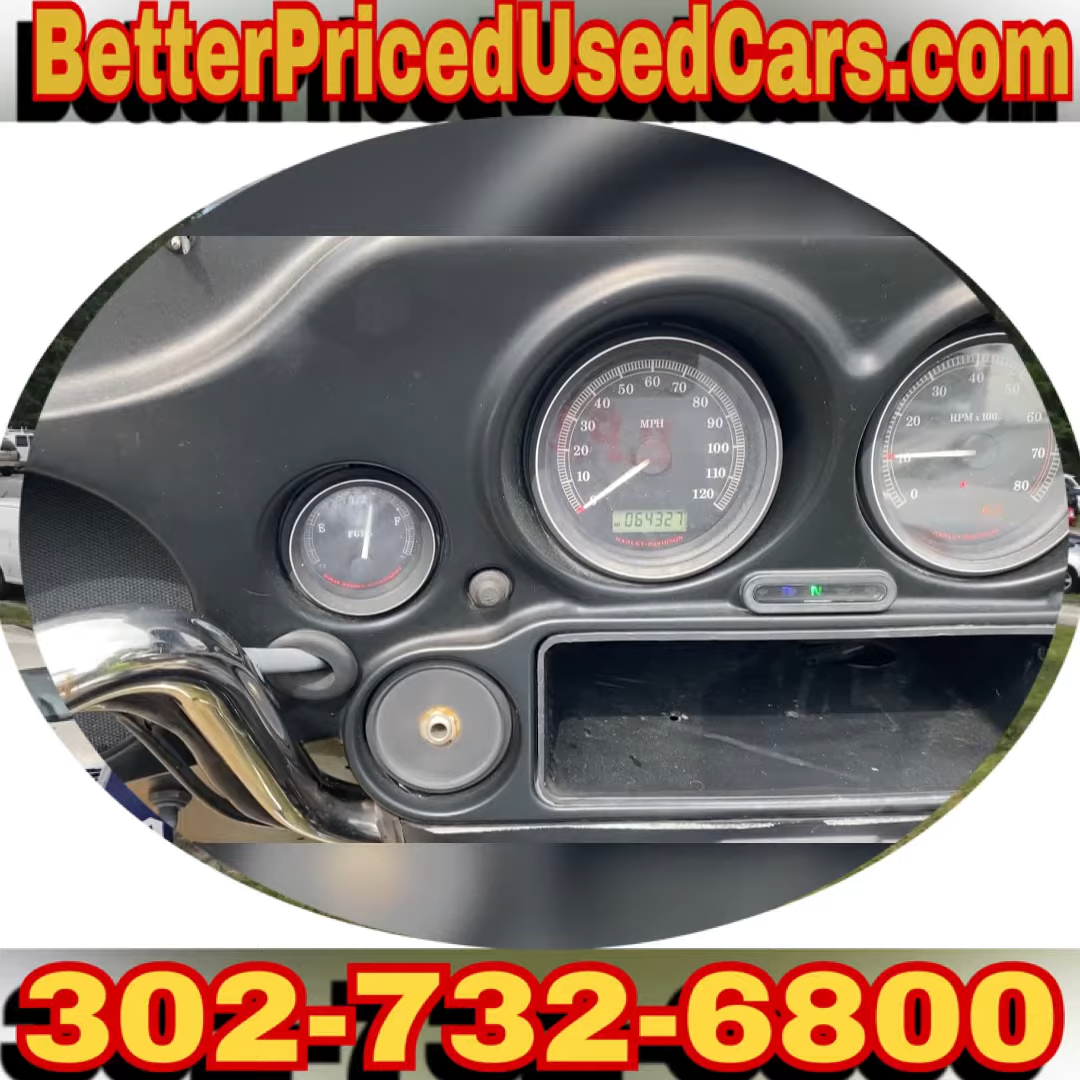 BetterPricedUsedCars.com
0 10 20 30 40 50 60 70 80 90 100 110 120
MPH
064327
HARLEY-DAVIDSON
0 10 20 30 40 50 60 70 80
RPM x 100
E F
FUEL
N
302-732-6800